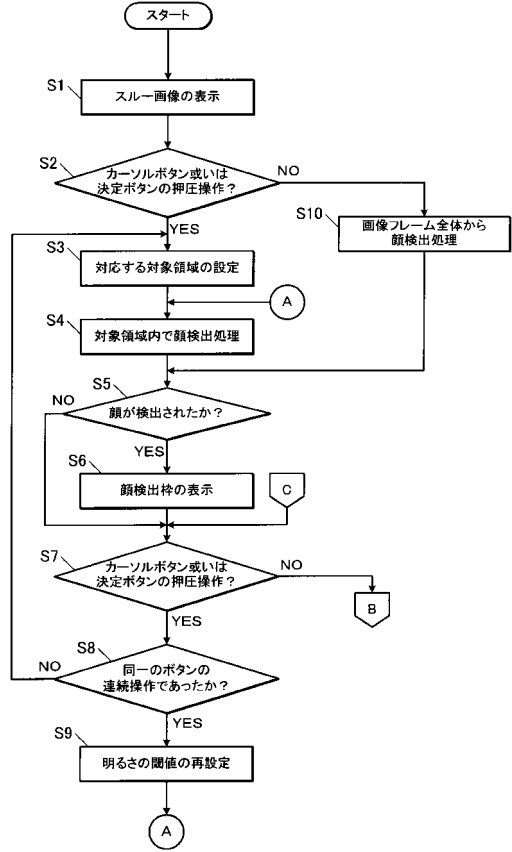 スタート
S1
スルー画像の表示
S2
カーソルボタン或いは
決定ボタンの押圧操作？
NO
YES
S10
画像フレーム全体から
顔検出処理
S3
対応する対象領域の設定
A
S4
対象領域内で顔検出処理
S5
NO
顔が検出されたか？
YES
S6
顔検出枠の表示
C
S7
カーソルボタン或いは
決定ボタンの押圧操作？
NO
B
YES
S8
NO
同一のボタンの
連続操作であったか？
YES
S9
明るさの閾値の再設定
A